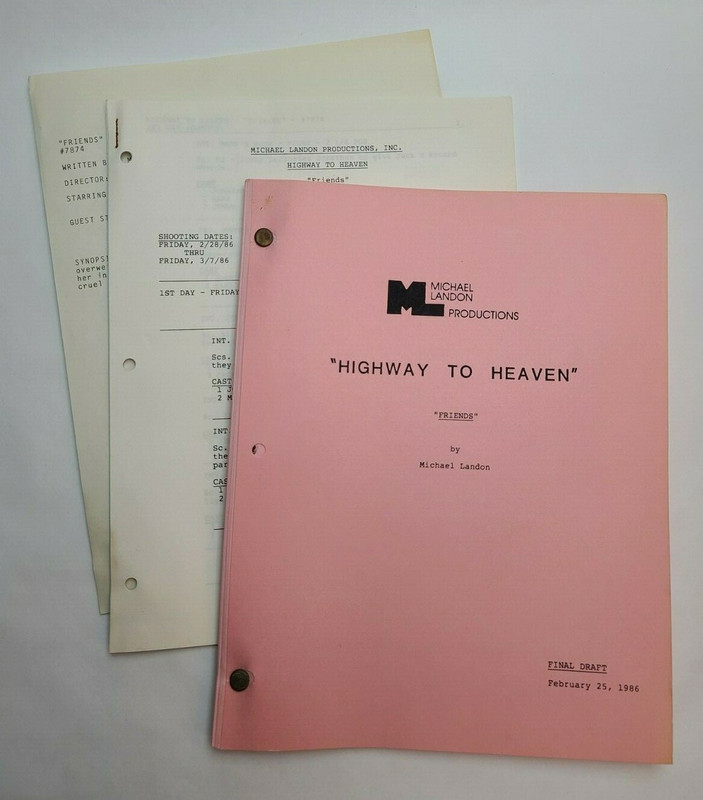 "FRIENDS"
#7874
WRITTEN B
DIRECTOR:
STARRING
GUEST ST
SYNOPS
overwe
her in
cruel
MICHAEL LANDON PRODUCTIONS, INC.
HIGHWAY TO HEAVEN
"Friends"
SHOOTING DATES:
FRIDAY, 2/28/86
THRU
FRIDAY, 3/7/86
1ST DAY - FRIDAY
INT.
Scs.
they
CAST
1 J
2 M
INT
Sc.
the
par
CAS
1
2
ML MICHAEL
LANDON
PRODUCTIONS
"HIGHWAY TO HEAVEN"
"FRIENDS"
by
Michael Landon
FINAL DRAFT
February 25, 1986